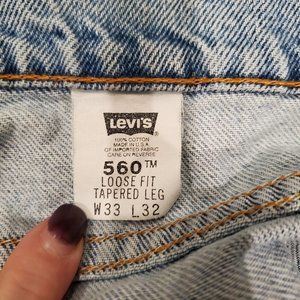 LEVI'S
100% COTTON
MADE IN U.S.A.
OF IMPORTED FABRIC
CARE ON REVERSE
560™
LOOSE FIT
TAPERED LEG
W33 L32